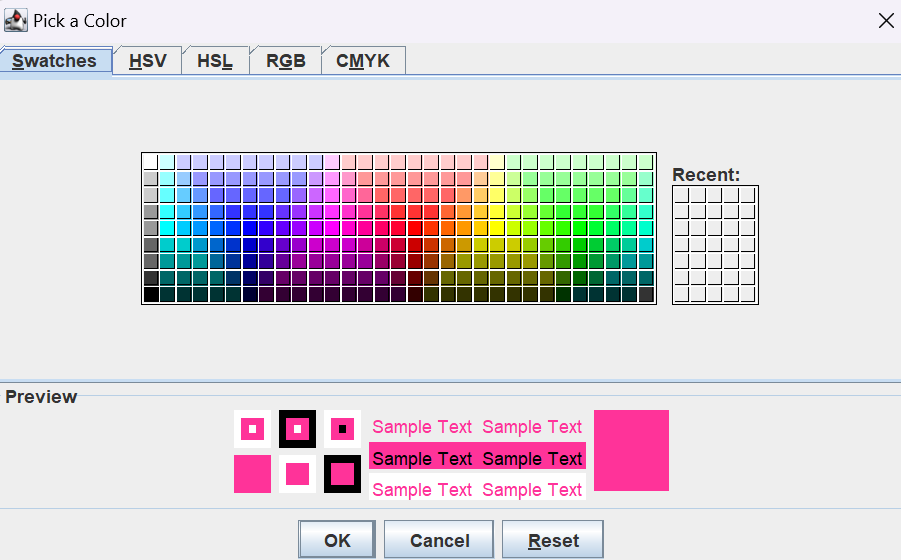 Pick a Color
Swatches HSV HSL RGB CMYK
Recent:
Preview
Sample Text Sample Text
Sample Text Sample Text
Sample Text Sample Text
OK Cancel Reset